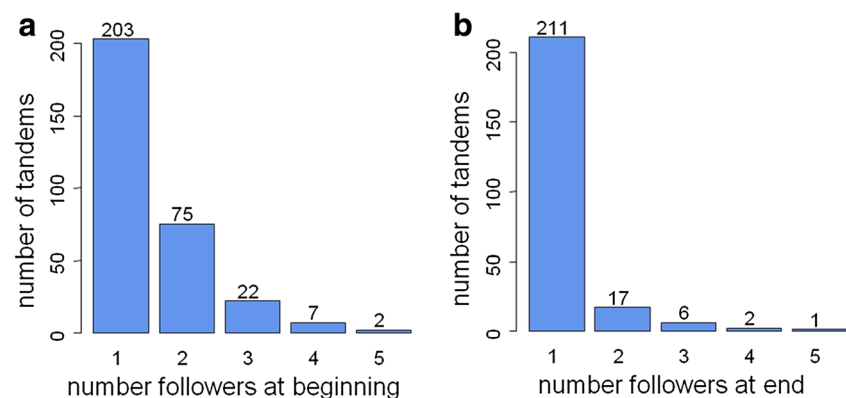 a
number of tandems
200
150
100
50
0
203
75
22
7
2
1 2 3 4 5
number followers at beginning
b
number of tandems
200
150
100
50
0
211
17
6
2
1
1 2 3 4 5
number followers at end